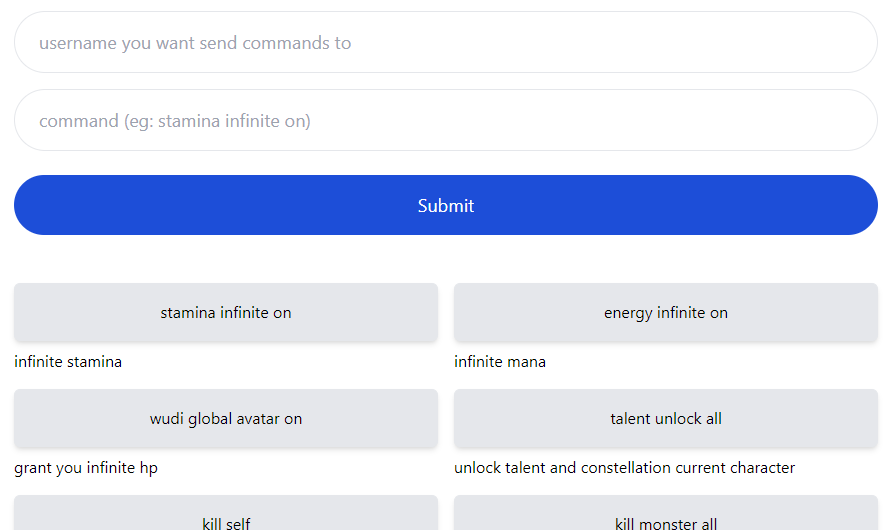 username you want send commands to
command (eg: stamina infinite on)
Submit
stamina infinite on
energy infinite on
infinite stamina
infinite mana
wudi global avatar on
talent unlock all
grant you infinite hp
unlock talent and constellation current character
kill self
kill monster all